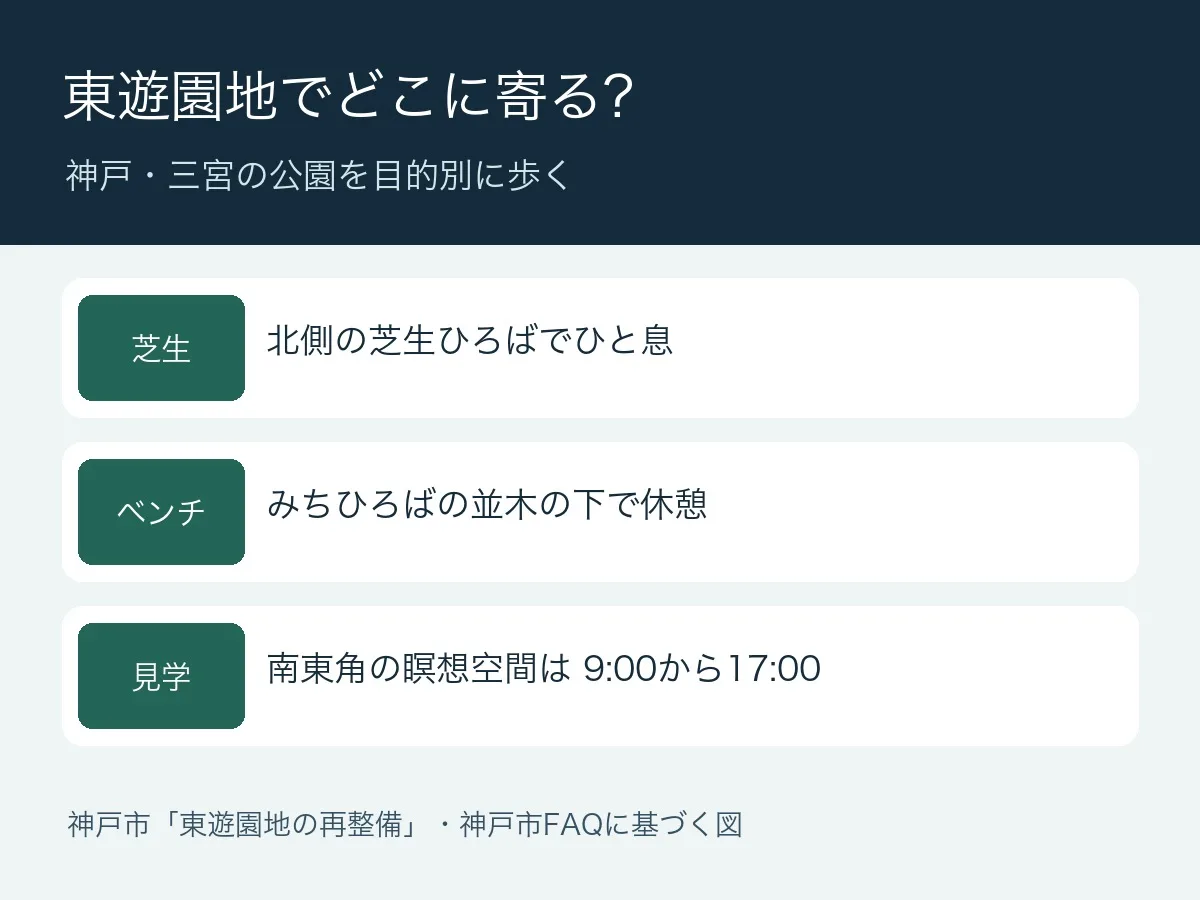 東遊園地でどこに寄る?
神戸・三宮の公園を目的別に歩く
芝生
北側の芝生ひろばでひと息
ベンチ
みちひろばの並木の下で休憩
見学
南東角の瞑想空間は 9:00から17:00
神戸市「東遊園地の再整備」・神戸市FAQに基づく図